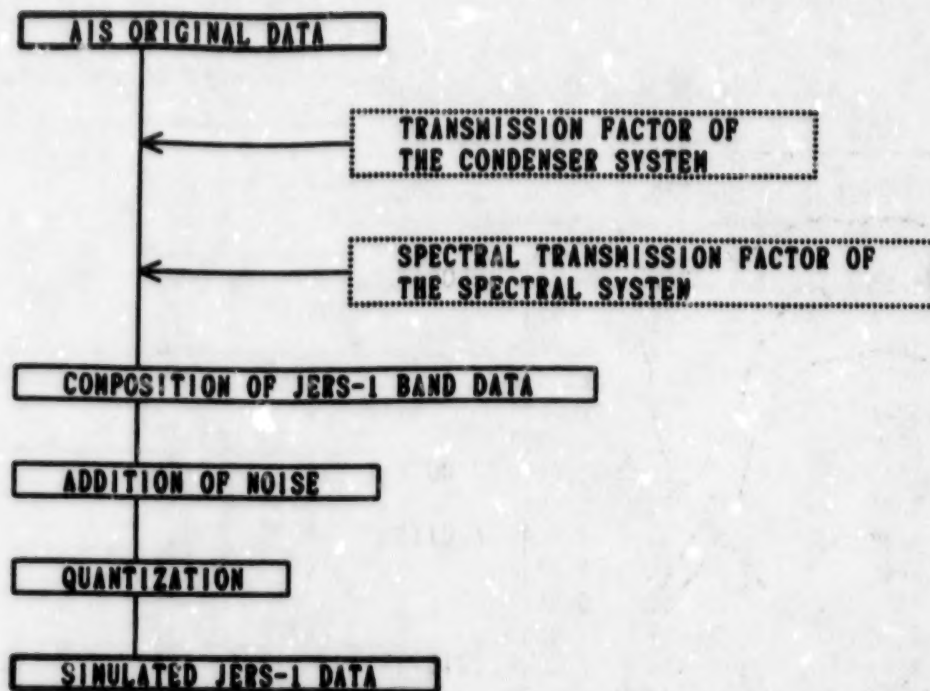 AIS ORIGINAL DATA
TRANSMISSION FACTOR OF
THE CONDENSER SYSTEM
SPECTRAL TRANSMISSION FACTOR OF
THE SPECTRAL SYSTEM
COMPOSITION OF JERS-1 BAND DATA
ADDITION OF NOISE
QUANTIZATION
SIMULATED JERS-1 DATA